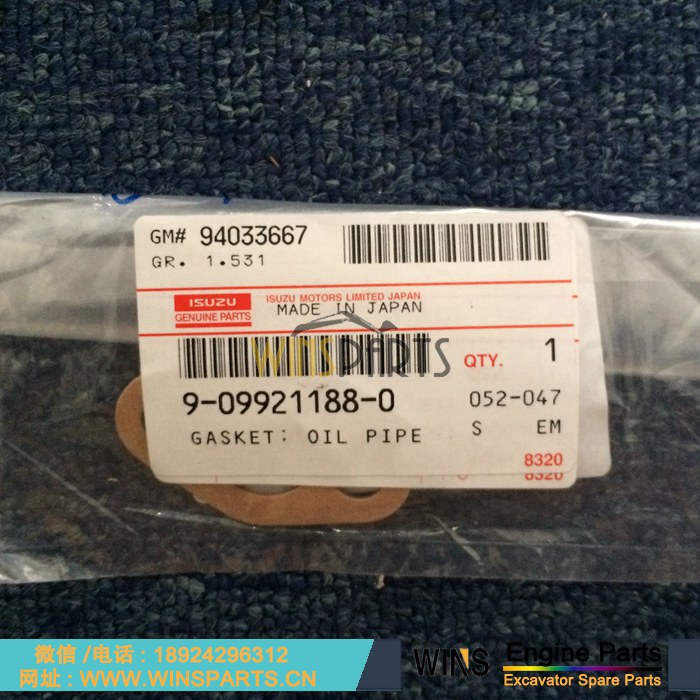 GM# 94033667
GR. 1.531
ISUZU
GENUINE PARTS
ISUZU MOTORS LIMITED JAPAN
MADE IN JAPAN
WINSPARTS
QTY. 1
9-09921188-0 052-047
GASKET; OIL PIPE S EM
8320
8320
微信/电话：18924296312
网址：WWW.WINSPARTS.CN
WINS Engine Parts
Excavator Spare Parts